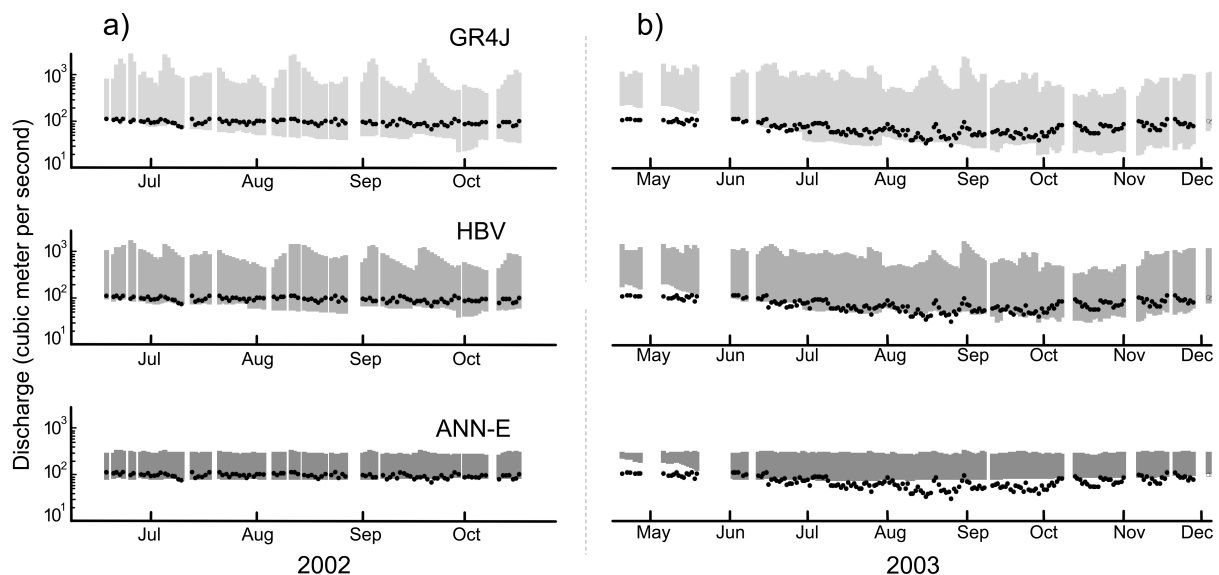 a)
b)
GR4J
10³
10²
10¹
Jul Aug Sep Oct
May Jun Jul Aug Sep Oct Nov Dec
HBV
10³
10²
10¹
Jul Aug Sep Oct
May Jun Jul Aug Sep Oct Nov Dec
ANN-E
10³
10²
10¹
Jul Aug Sep Oct
May Jun Jul Aug Sep Oct Nov Dec
2002
2003
Discharge (cubic meter per second)